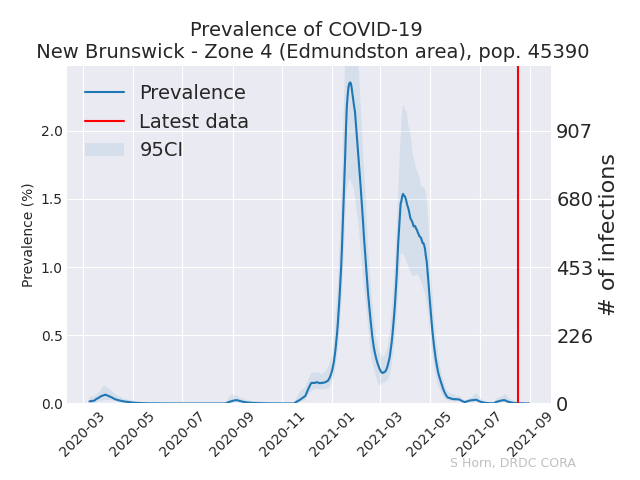 Prevalence of COVID-19
New Brunswick - Zone 4 (Edmundston area), pop. 45390
Prevalence
Latest data
95CI
Prevalence (%)
2.0
1.5
1.0
0.5
0.0
907
680
453
226
0
# of infections
2020-03
2020-05
2020-07
2020-09
2020-11
2021-01
2021-03
2021-05
2021-07
2021-09
S Horn, DRDC CORA